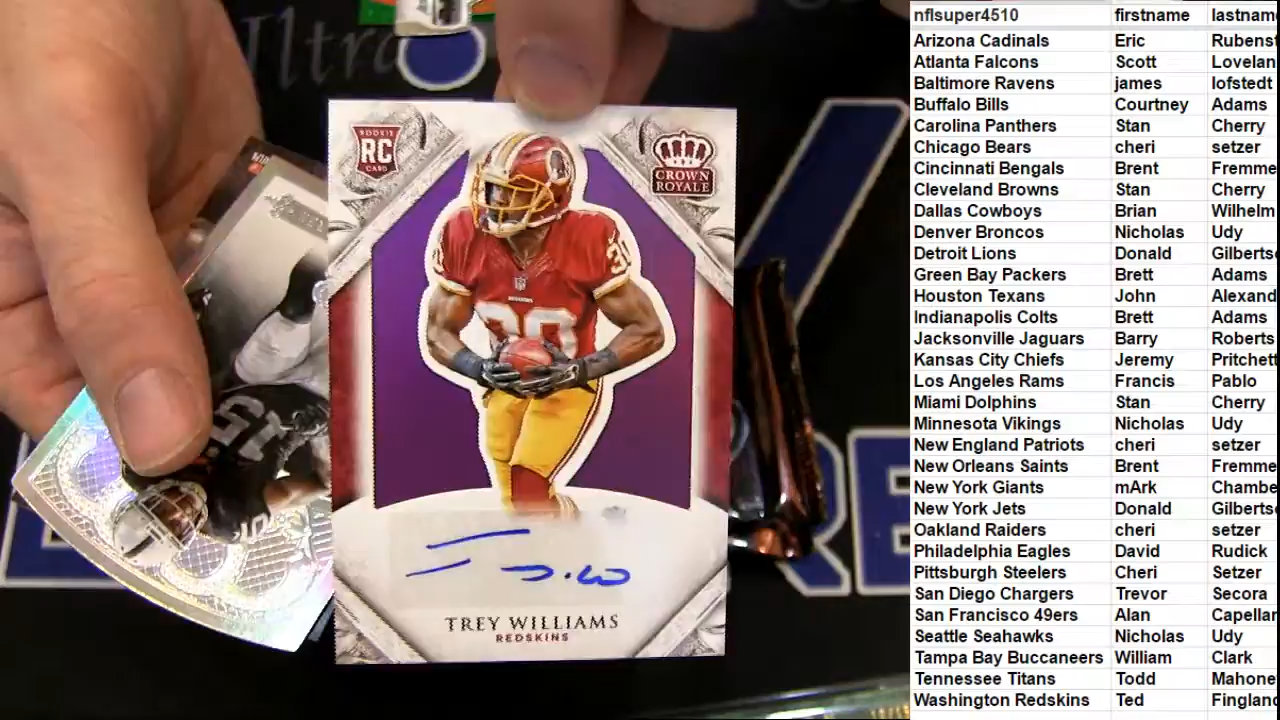 ltra
ROOKIE
RC
CARD
CROWN
ROYALE
30
30
15
TREY WILLIAMS
REDSKINS
nflsuper4510 firstname lastnam
Arizona Cadinals Eric Rubenst
Atlanta Falcons Scott Lovelan
Baltimore Ravens james lofstedt
Buffalo Bills Courtney Adams
Carolina Panthers Stan Cherry
Chicago Bears cheri setzer
Cincinnati Bengals Brent Fremme
Cleveland Browns Stan Cherry
Dallas Cowboys Brian Wilhelm
Denver Broncos Nicholas Udy
Detroit Lions Donald Gilberts
Green Bay Packers Brett Adams
Houston Texans John Alexand
Indianapolis Colts Brett Adams
Jacksonville Jaguars Barry Roberts
Kansas City Chiefs Jeremy Pritchett
Los Angeles Rams Francis Pablo
Miami Dolphins Stan Cherry
Minnesota Vikings Nicholas Udy
New England Patriots cheri setzer
New Orleans Saints Brent Fremme
New York Giants mArk Chambe
New York Jets Donald Gilberts
Oakland Raiders cheri setzer
Philadelphia Eagles David Rudick
Pittsburgh Steelers Cheri Setzer
San Diego Chargers Trevor Secora
San Francisco 49ers Alan Capellar
Seattle Seahawks Nicholas Udy
Tampa Bay Buccaneers William Clark
Tennessee Titans Todd Mahone
Washington Redskins Ted Fingland